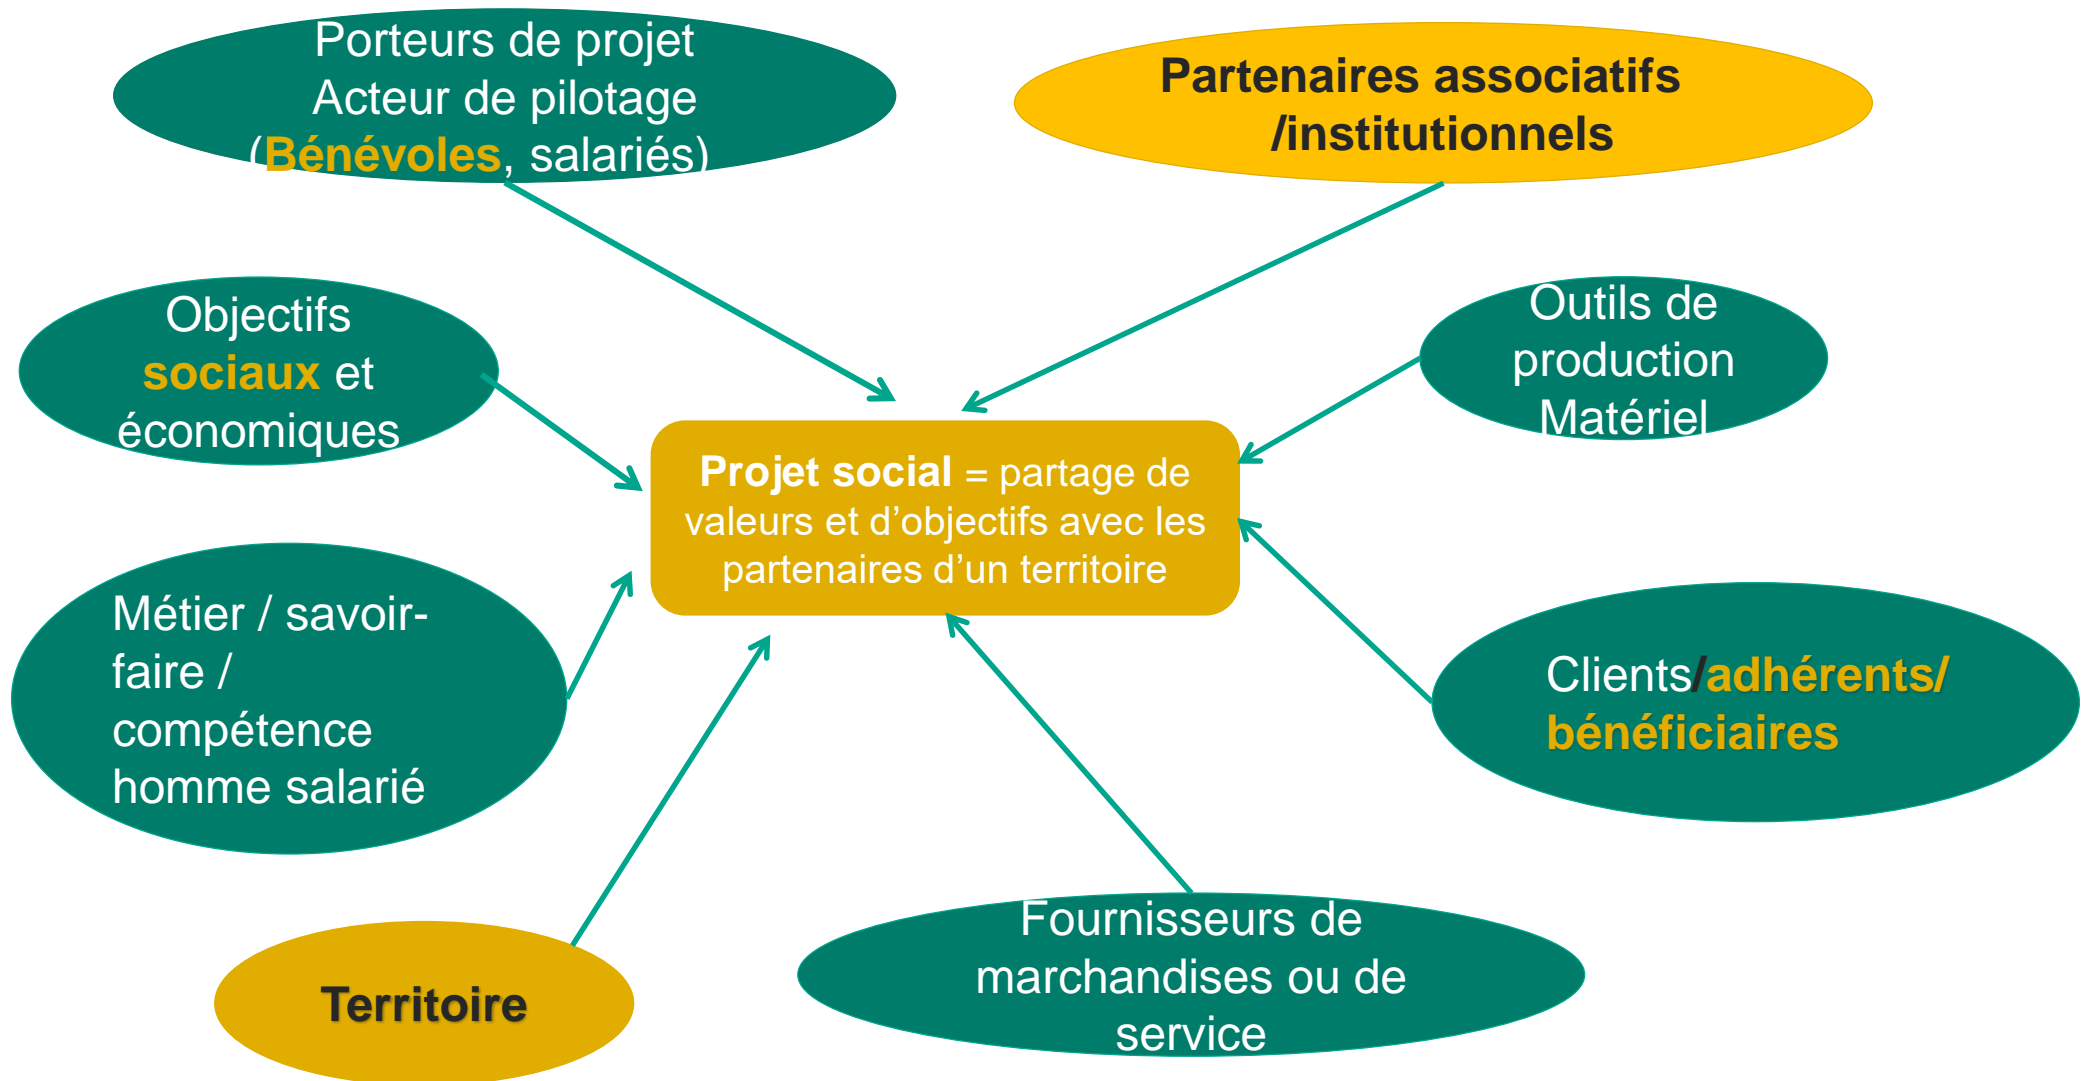 Porteurs de projet
Acteur de pilotage
(Bénévoles, salariés)
Partenaires associatifs
/institutionnels
Objectifs
sociaux et
économiques
Outils de
production
Matériel
Projet social = partage de
valeurs et d’objectifs avec les
partenaires d’un territoire
Métier / savoir-
faire /
compétence
homme salarié
Clients/adhérents/
bénéficiaires
Territoire
Fournisseurs de
marchandises ou de
service